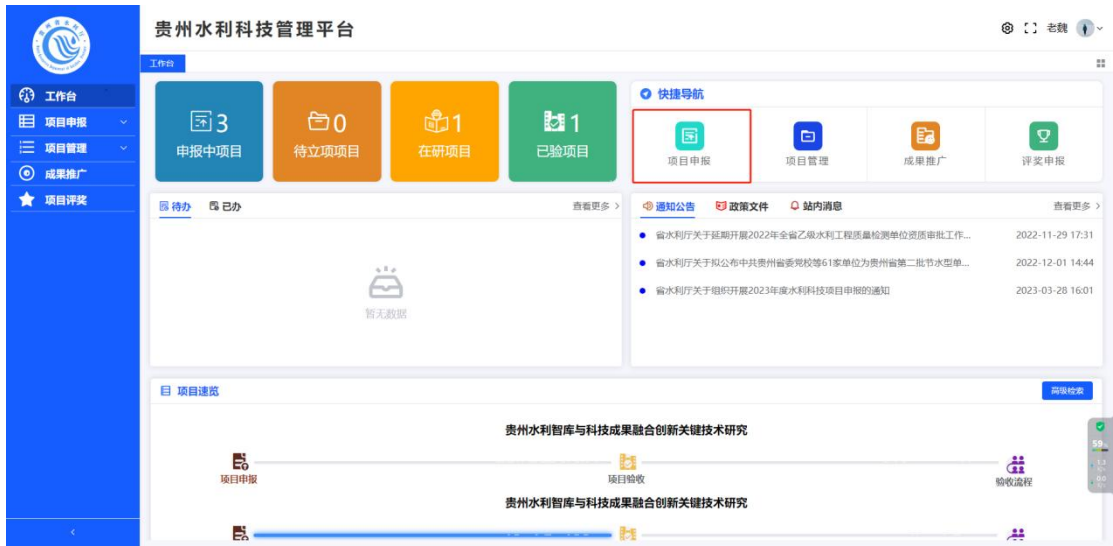 贵州水利科技管理平台
老魏
工作台
工作台
项目申报
项目管理
成果推广
项目评奖
3
申报中项目
0
待立项项目
1
在研项目
1
已验项目
快捷导航
项目申报
项目管理
成果推广
评奖申报
待办 已办 查看更多 >
暂无数据
通知公告 政策文件 站内消息 查看更多 >
省水利厅关于延期开展2022年全省乙级水利工程质量检测单位资质审批工作... 2022-11-29 17:31
省水利厅关于拟公布中共贵州省委党校等61家单位为贵州省第二批节水型单... 2022-12-01 14:44
省水利厅关于组织开展2023年度水利科技项目申报的通知 2023-03-28 16:01
项目速览 高级检索
贵州水利智库与科技成果融合创新关键技术研究
项目申报 项目验收 验收流程
贵州水利智库与科技成果融合创新关键技术研究
59